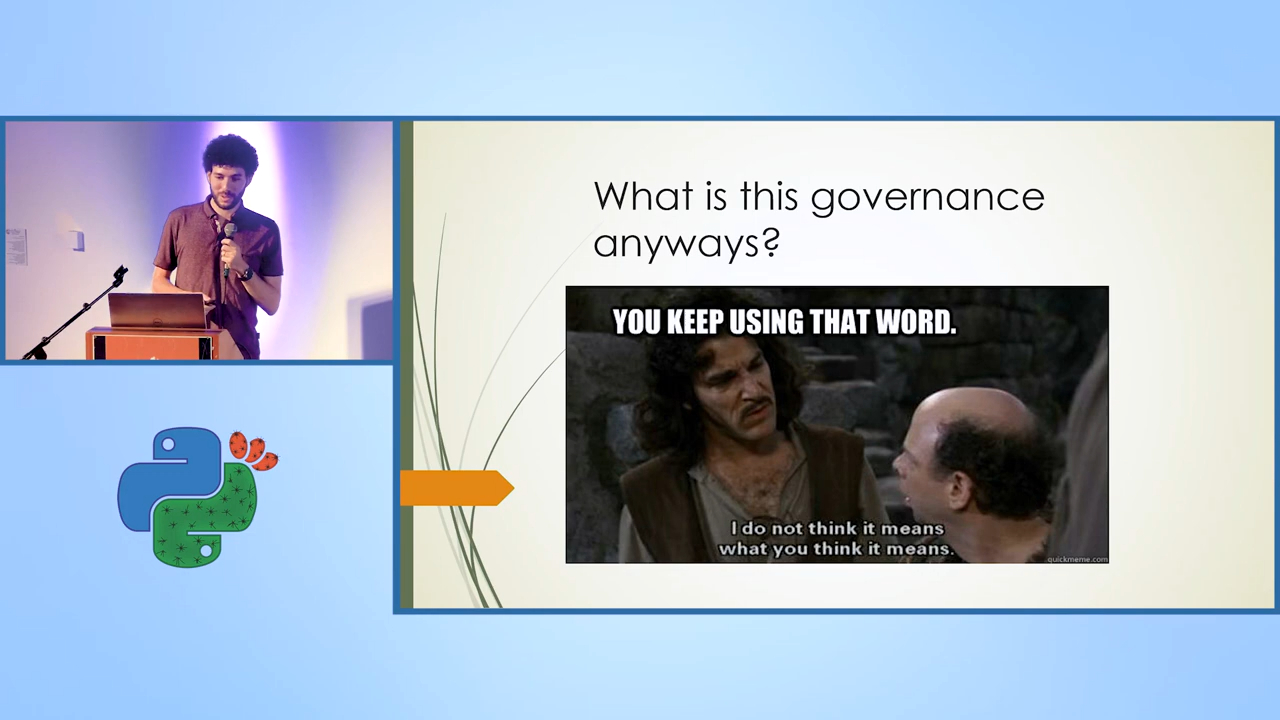 What is this governance
anyways?
YOU KEEP USING THAT WORD.
I do not think it means
what you think it means.
quickmeme.com